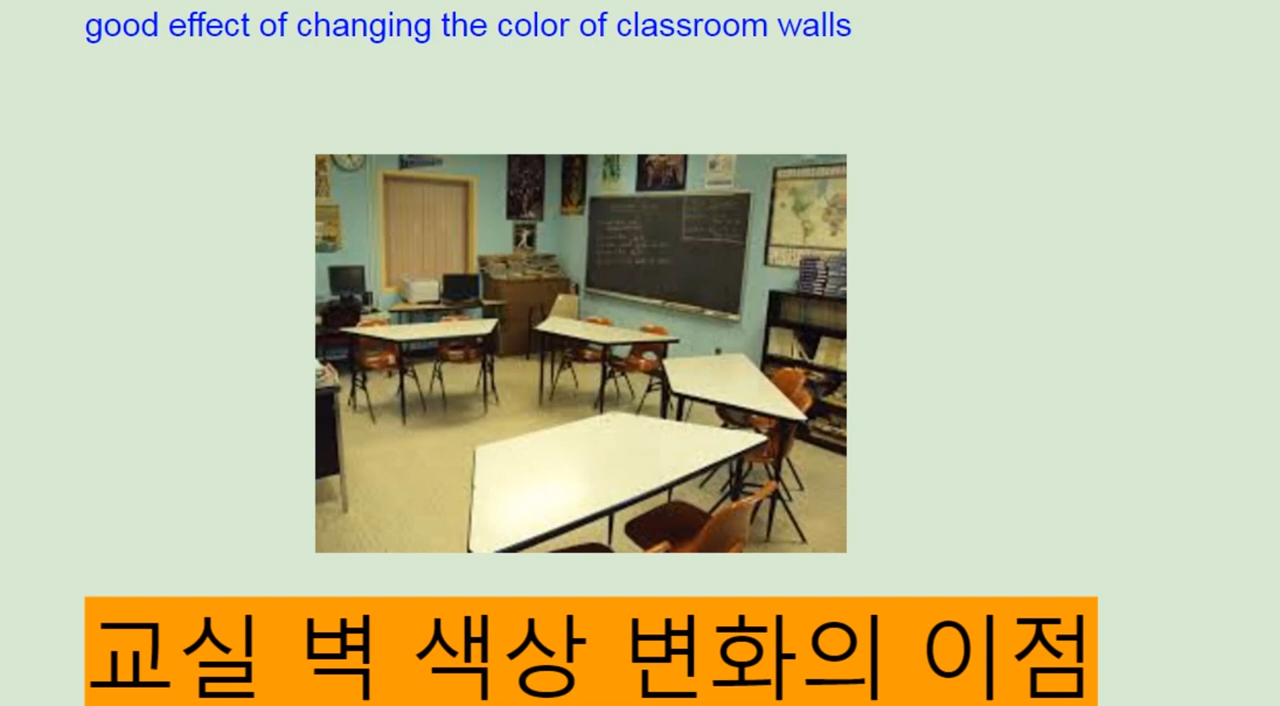 good effect of changing the color of classroom walls
교실 벽 색상 변화의 이점